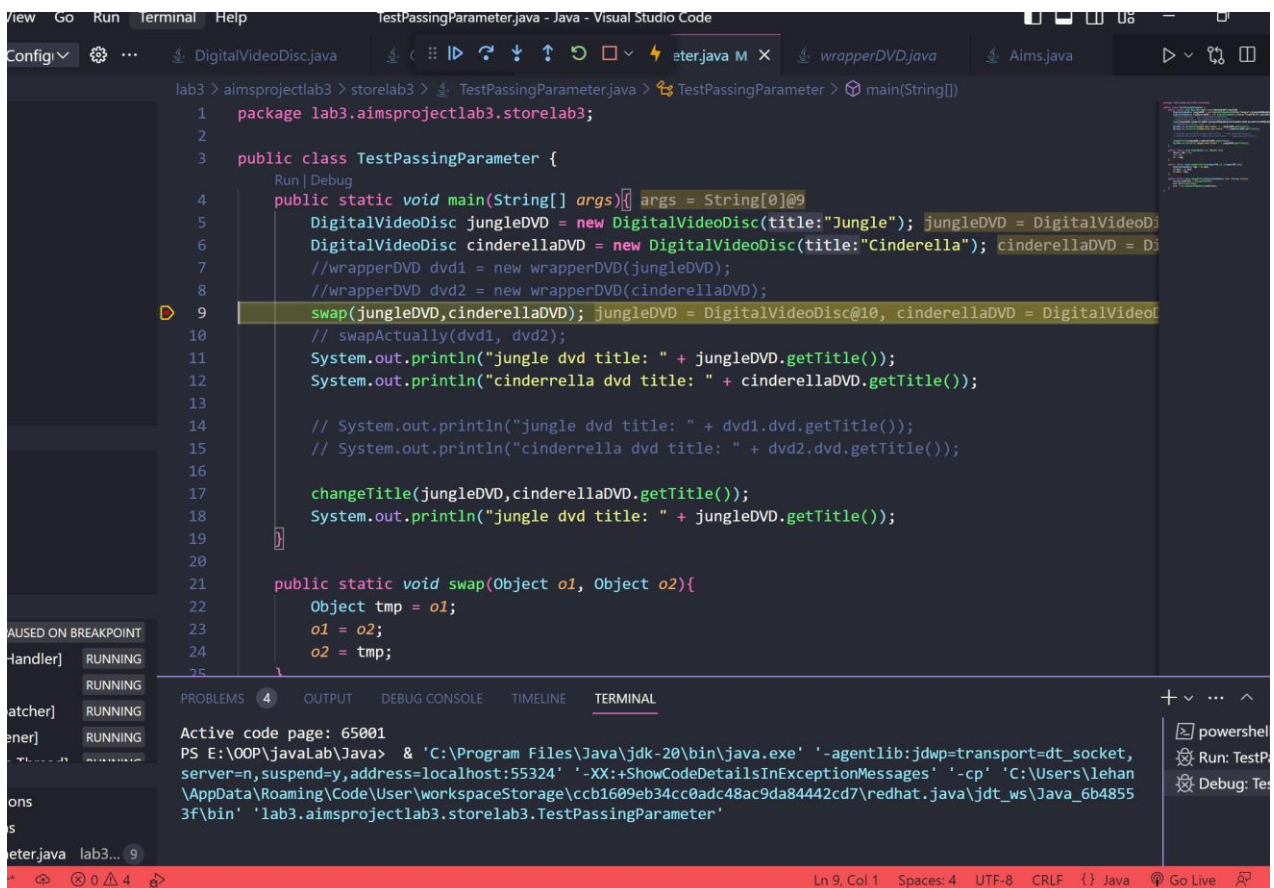 View Go Run Terminal Help TestPassingParameter.java - Java - Visual Studio Code
DigitalVideoDisc.java eter.java M wrapperDVD.java Aims.java
lab3 > aimsprojectlab3 > storelab3 > TestPassingParameter.java > TestPassingParameter > main(String[])
1 package lab3.aimsprojectlab3.storelab3;
2
3 public class TestPassingParameter {
Run | Debug
4 public static void main(String[] args){ args = String[0]@9
5 DigitalVideoDisc jungleDVD = new DigitalVideoDisc(title:"Jungle"); jungleDVD = DigitalVideoDi
6 DigitalVideoDisc cinderellaDVD = new DigitalVideoDisc(title:"Cinderella"); cinderellaDVD = Di
7 //wrapperDVD dvd1 = new wrapperDVD(jungleDVD);
8 //wrapperDVD dvd2 = new wrapperDVD(cinderellaDVD);
9 swap(jungleDVD,cinderellaDVD); jungleDVD = DigitalVideoDisc@10, cinderellaDVD = DigitalVideoD
10 // swapActually(dvd1, dvd2);
11 System.out.println("jungle dvd title: " + jungleDVD.getTitle());
12 System.out.println("cinderrella dvd title: " + cinderellaDVD.getTitle());
13
14 // System.out.println("jungle dvd title: " + dvd1.dvd.getTitle());
15 // System.out.println("cinderrella dvd title: " + dvd2.dvd.getTitle());
16
17 changeTitle(jungleDVD,cinderellaDVD.getTitle());
18 System.out.println("jungle dvd title: " + jungleDVD.getTitle());
19 }
20
21 public static void swap(Object o1, Object o2){
22 Object tmp = o1;
23 o1 = o2;
24 o2 = tmp;
25 }
AUSED ON BREAKPOINT
Handler] RUNNING
RUNNING
atcher] RUNNING
ener] RUNNING
ons
ns
eter.java lab3... 9
PROBLEMS 4 OUTPUT DEBUG CONSOLE TIMELINE TERMINAL
Active code page: 65001
PS E:\OOP\javaLab\Java> & 'C:\Program Files\Java\jdk-20\bin\java.exe' '-agentlib:jdwp=transport=dt_socket,
server=n,suspend=y,address=localhost:55324' '-XX:+ShowCodeDetailsInExceptionMessages' '-cp' 'C:\Users\lehan
\AppData\Roaming\Code\User\workspaceStorage\ccb1609eb34cc0adc48ac9da84442cd7\redhat.java\jdt_ws\Java_6b4855
3f\bin' 'lab3.aimsprojectlab3.storelab3.TestPassingParameter'
powershell
Run: TestPa
Debug: Tes
0 4 Ln 9, Col 1 Spaces: 4 UTF-8 CRLF {} Java Go Live